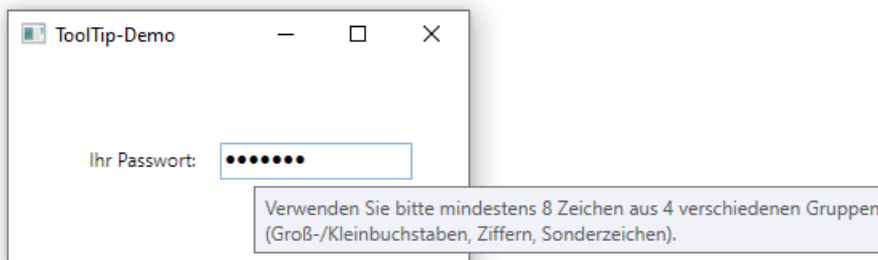 ToolTip-Demo
Ihr Passwort: ●●●●●●●
Verwenden Sie bitte mindestens 8 Zeichen aus 4 verschiedenen Gruppen
(Groß-/Kleinbuchstaben, Ziffern, Sonderzeichen).